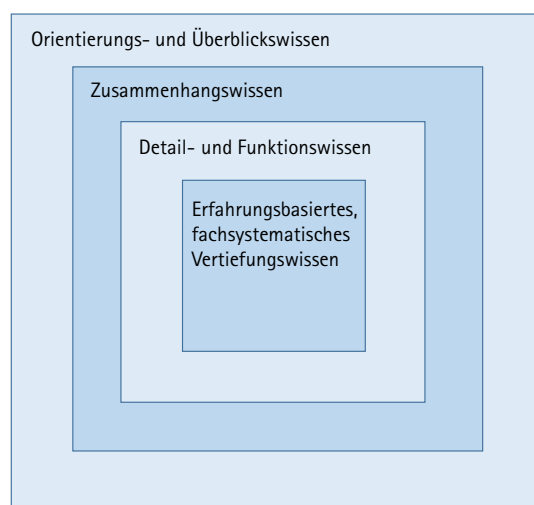 Orientierungs- und Überblickswissen
Zusammenhangswissen
Detail- und Funktionswissen
Erfahrungsbasiertes,
fachsystematisches
Vertiefungswissen